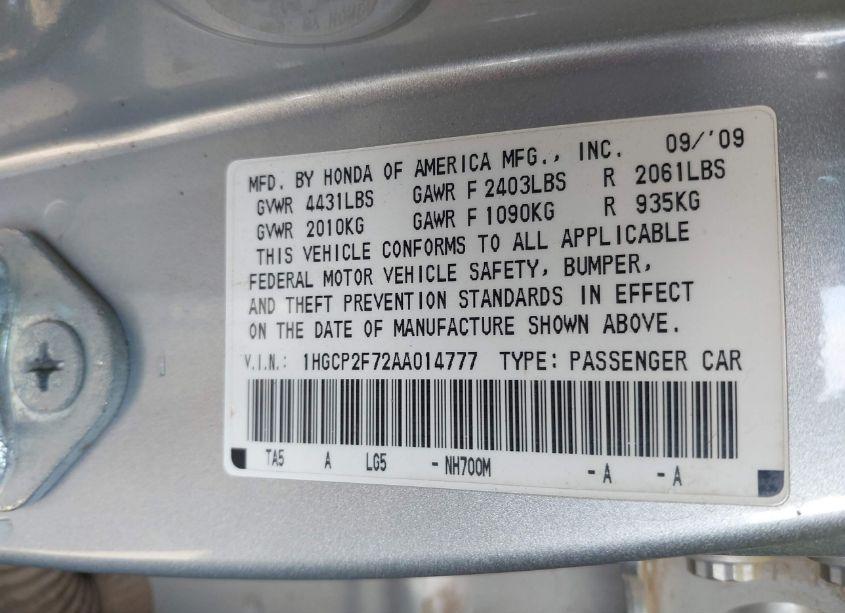 MFD. BY HONDA OF AMERICA MFG., INC. 09/'09
GVWR 4431LBS GAWR F 2403LBS R 2061LBS
GVWR 2010KG GAWR F 1090KG R 935KG
THIS VEHICLE CONFORMS TO ALL APPLICABLE
FEDERAL MOTOR VEHICLE SAFETY, BUMPER,
AND THEFT PREVENTION STANDARDS IN EFFECT
ON THE DATE OF MANUFACTURE SHOWN ABOVE.
V.I.N.: 1HGCP2F72AA014777 TYPE: PASSENGER CAR
TA5 A LG5 - NH700M - A - A